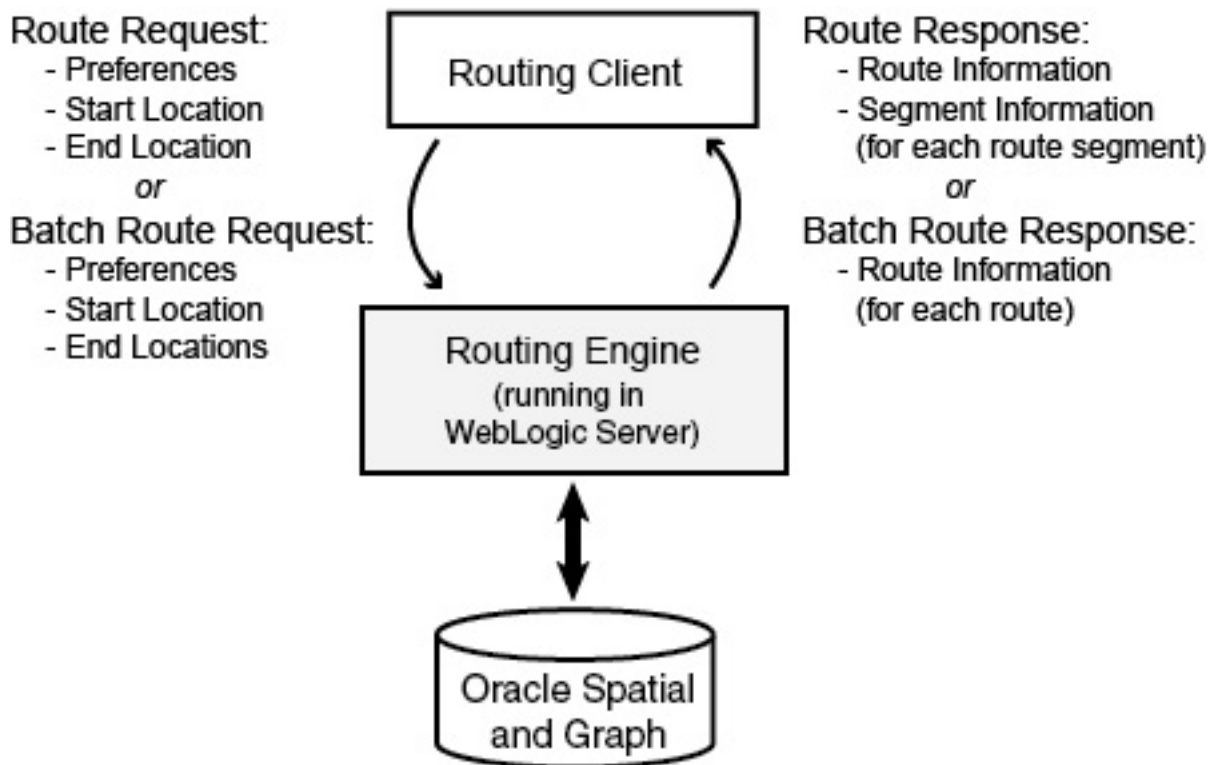 Route Request:
- Preferences
- Start Location
- End Location
or
Batch Route Request:
- Preferences
- Start Location
- End Locations
Routing Client
Route Response:
- Route Information
- Segment Information
(for each route segment)
or
Batch Route Response:
- Route Information
(for each route)
Routing Engine
(running in
WebLogic Server)
Oracle Spatial
and Graph